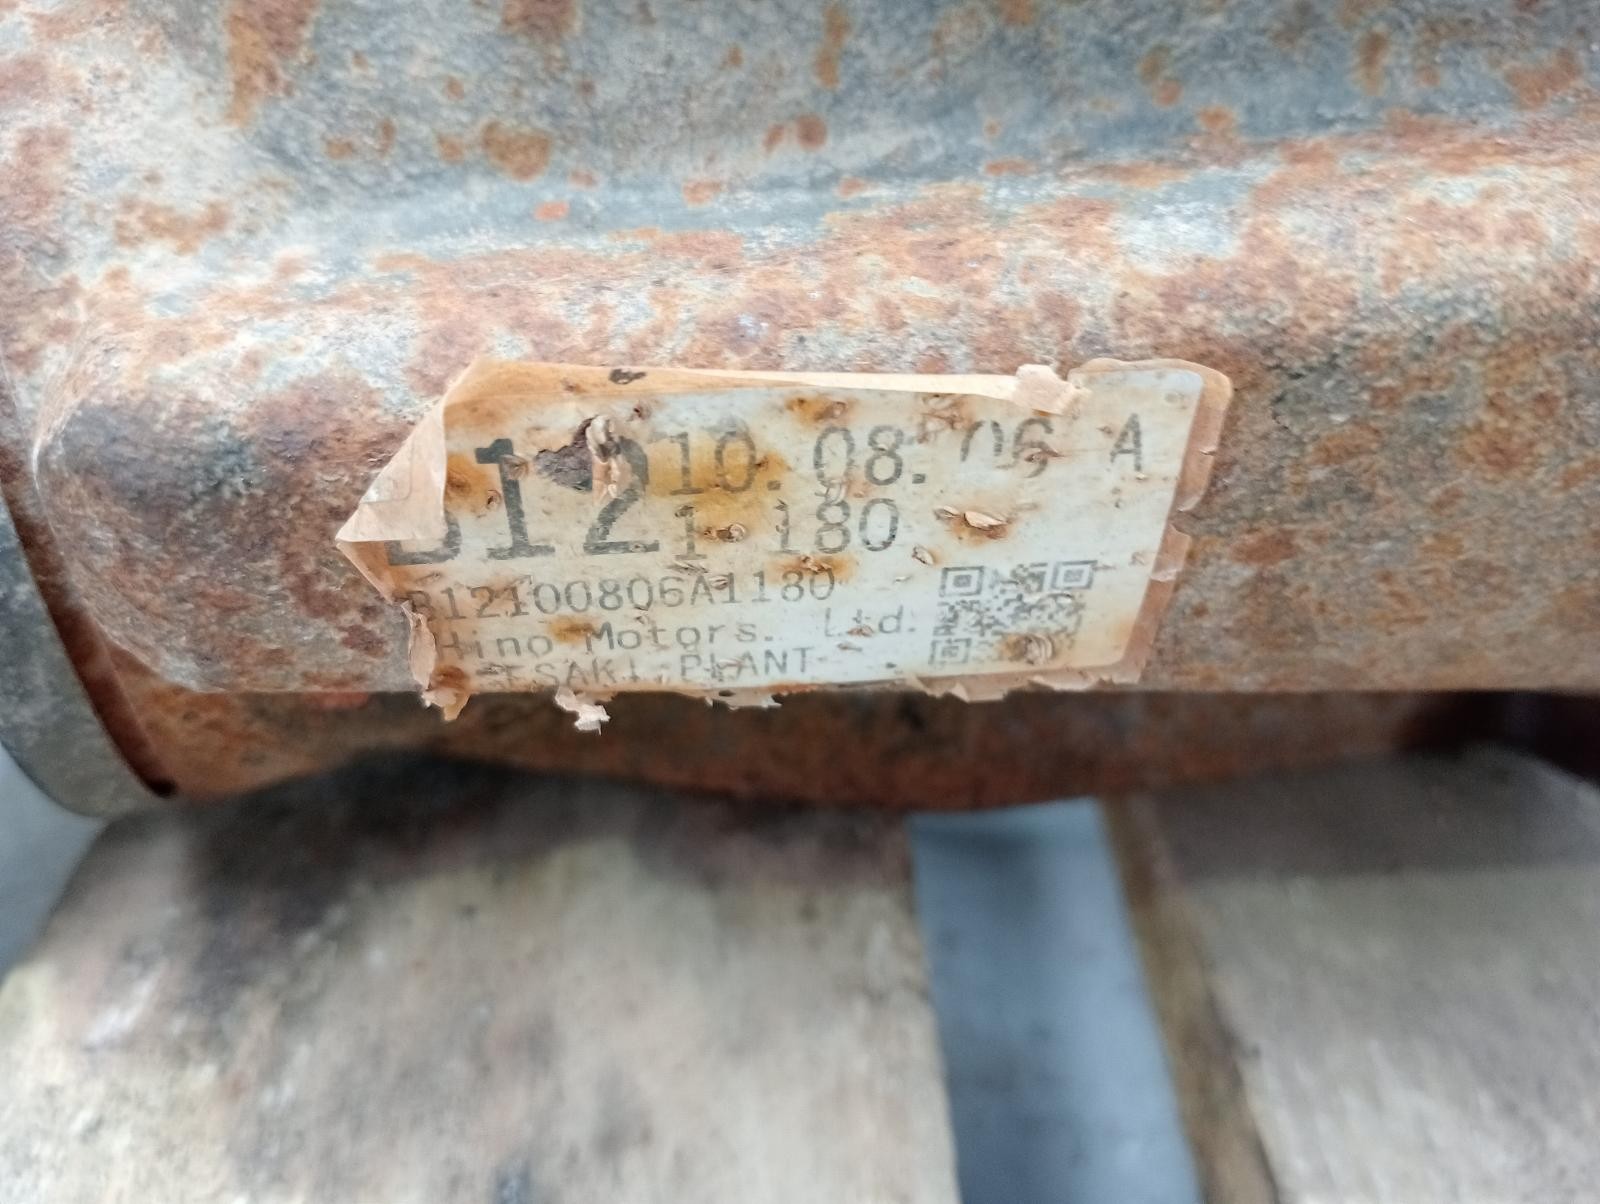 B12
10. 08. 06 A
1 180
B12100806A1180
Hino Motors. Ltd.
PLANT